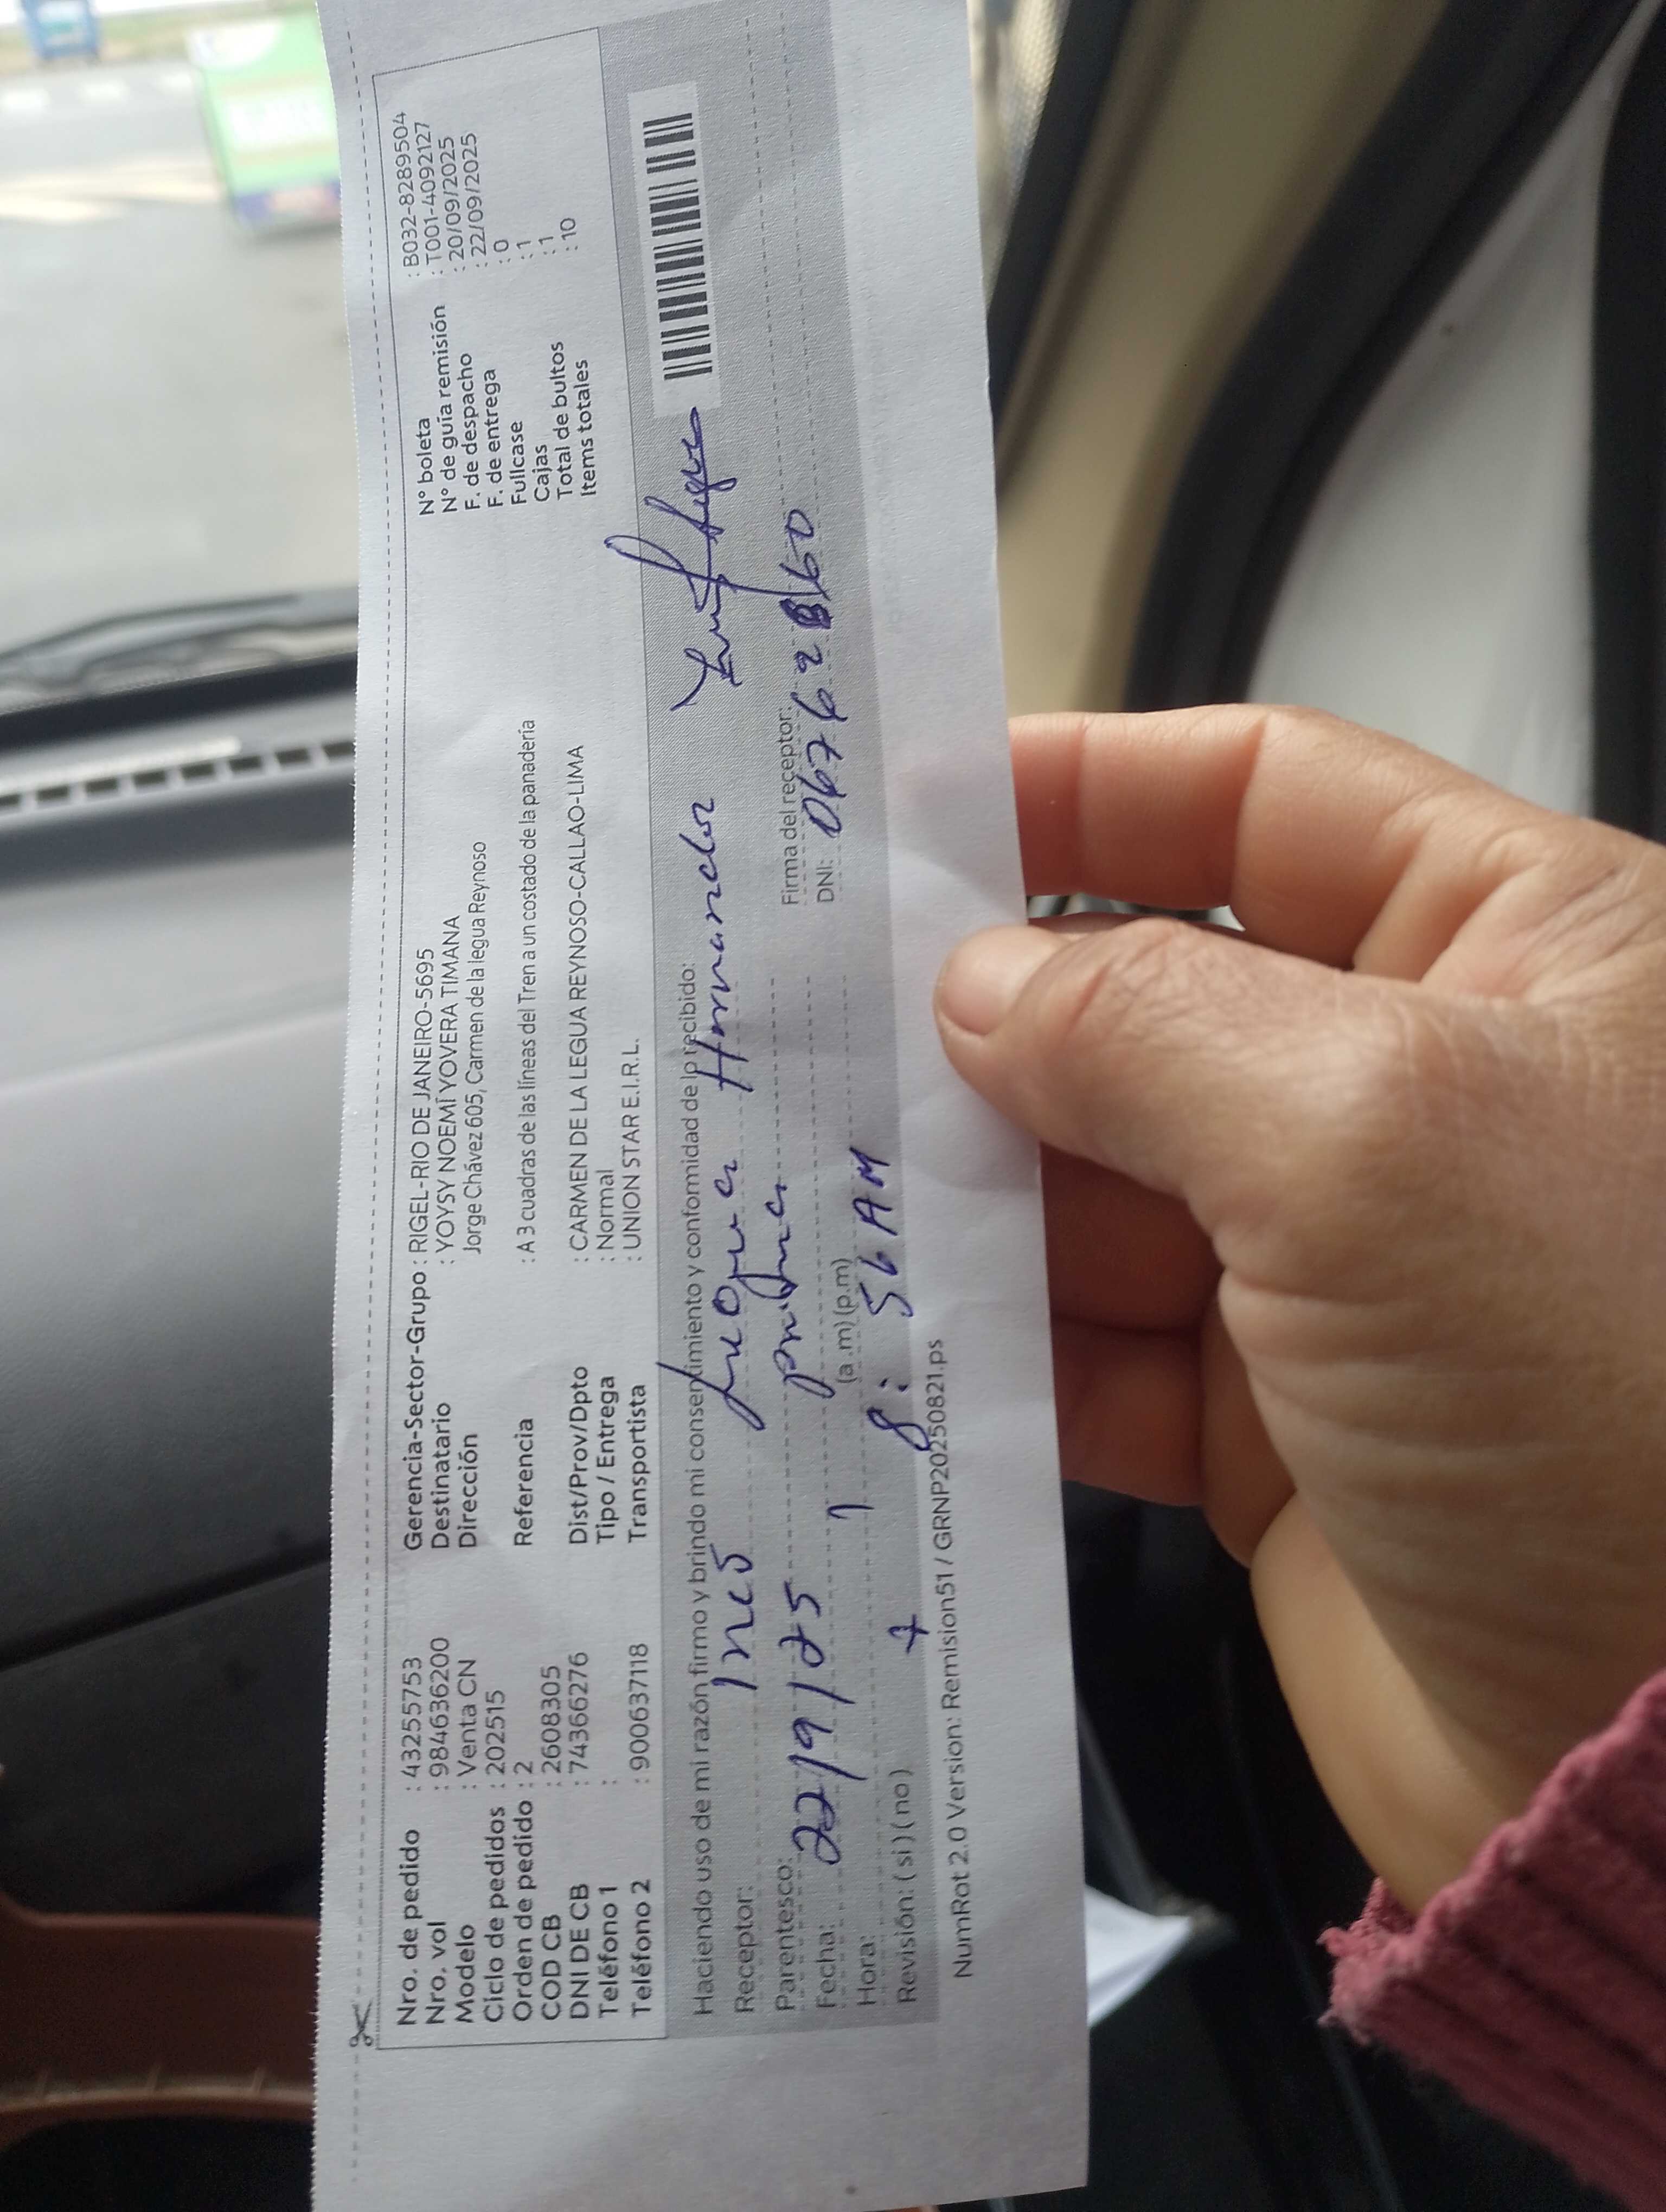 Nro. de pedido : 43255753
Nro. vol : 984636200
Modelo : Venta CN
Ciclo de pedidos : 202515
Orden de pedido : 2
COD CB : 2608305
DNI DE CB : 74366276
Teléfono 1 :
Teléfono 2 : 900637118
Gerencia-Sector-Grupo : RIGEL-RIO DE JANEIRO-5695
Destinatario : YOYSY NOEMÍ YOVERA TIMANA
Dirección Jorge Chávez 605, Carmen de la legua Reynoso
Referencia : A 3 cuadras de las líneas del Tren a un costado de la panadería
Dist/Prov/Dpto : CARMEN DE LA LEGUA REYNOSO-CALLAO-LIMA
Tipo / Entrega : Normal
Transportista : UNION STAR E.I.R.L.
N° boleta : B032-8289504
N° de guía remisión : T001-4092127
F. de despacho : 20/09/2025
F. de entrega : 22/09/2025
Fullcase : 0
Cajas : 1
Total de bultos : 1
Items totales : 10
Haciendo uso de mi razón firmo y brindo mi consentimiento y conformidad de lo recibido:
Receptor: Inés
Parentesco:
Firma del receptor:
Fecha: 22/9/25
DNI:
Hora: (a.m) (p.m)
8:56 AM
Revisión: (si) (no)
NumRot 2.0 Version: Remision51 / GRNP20250821.ps